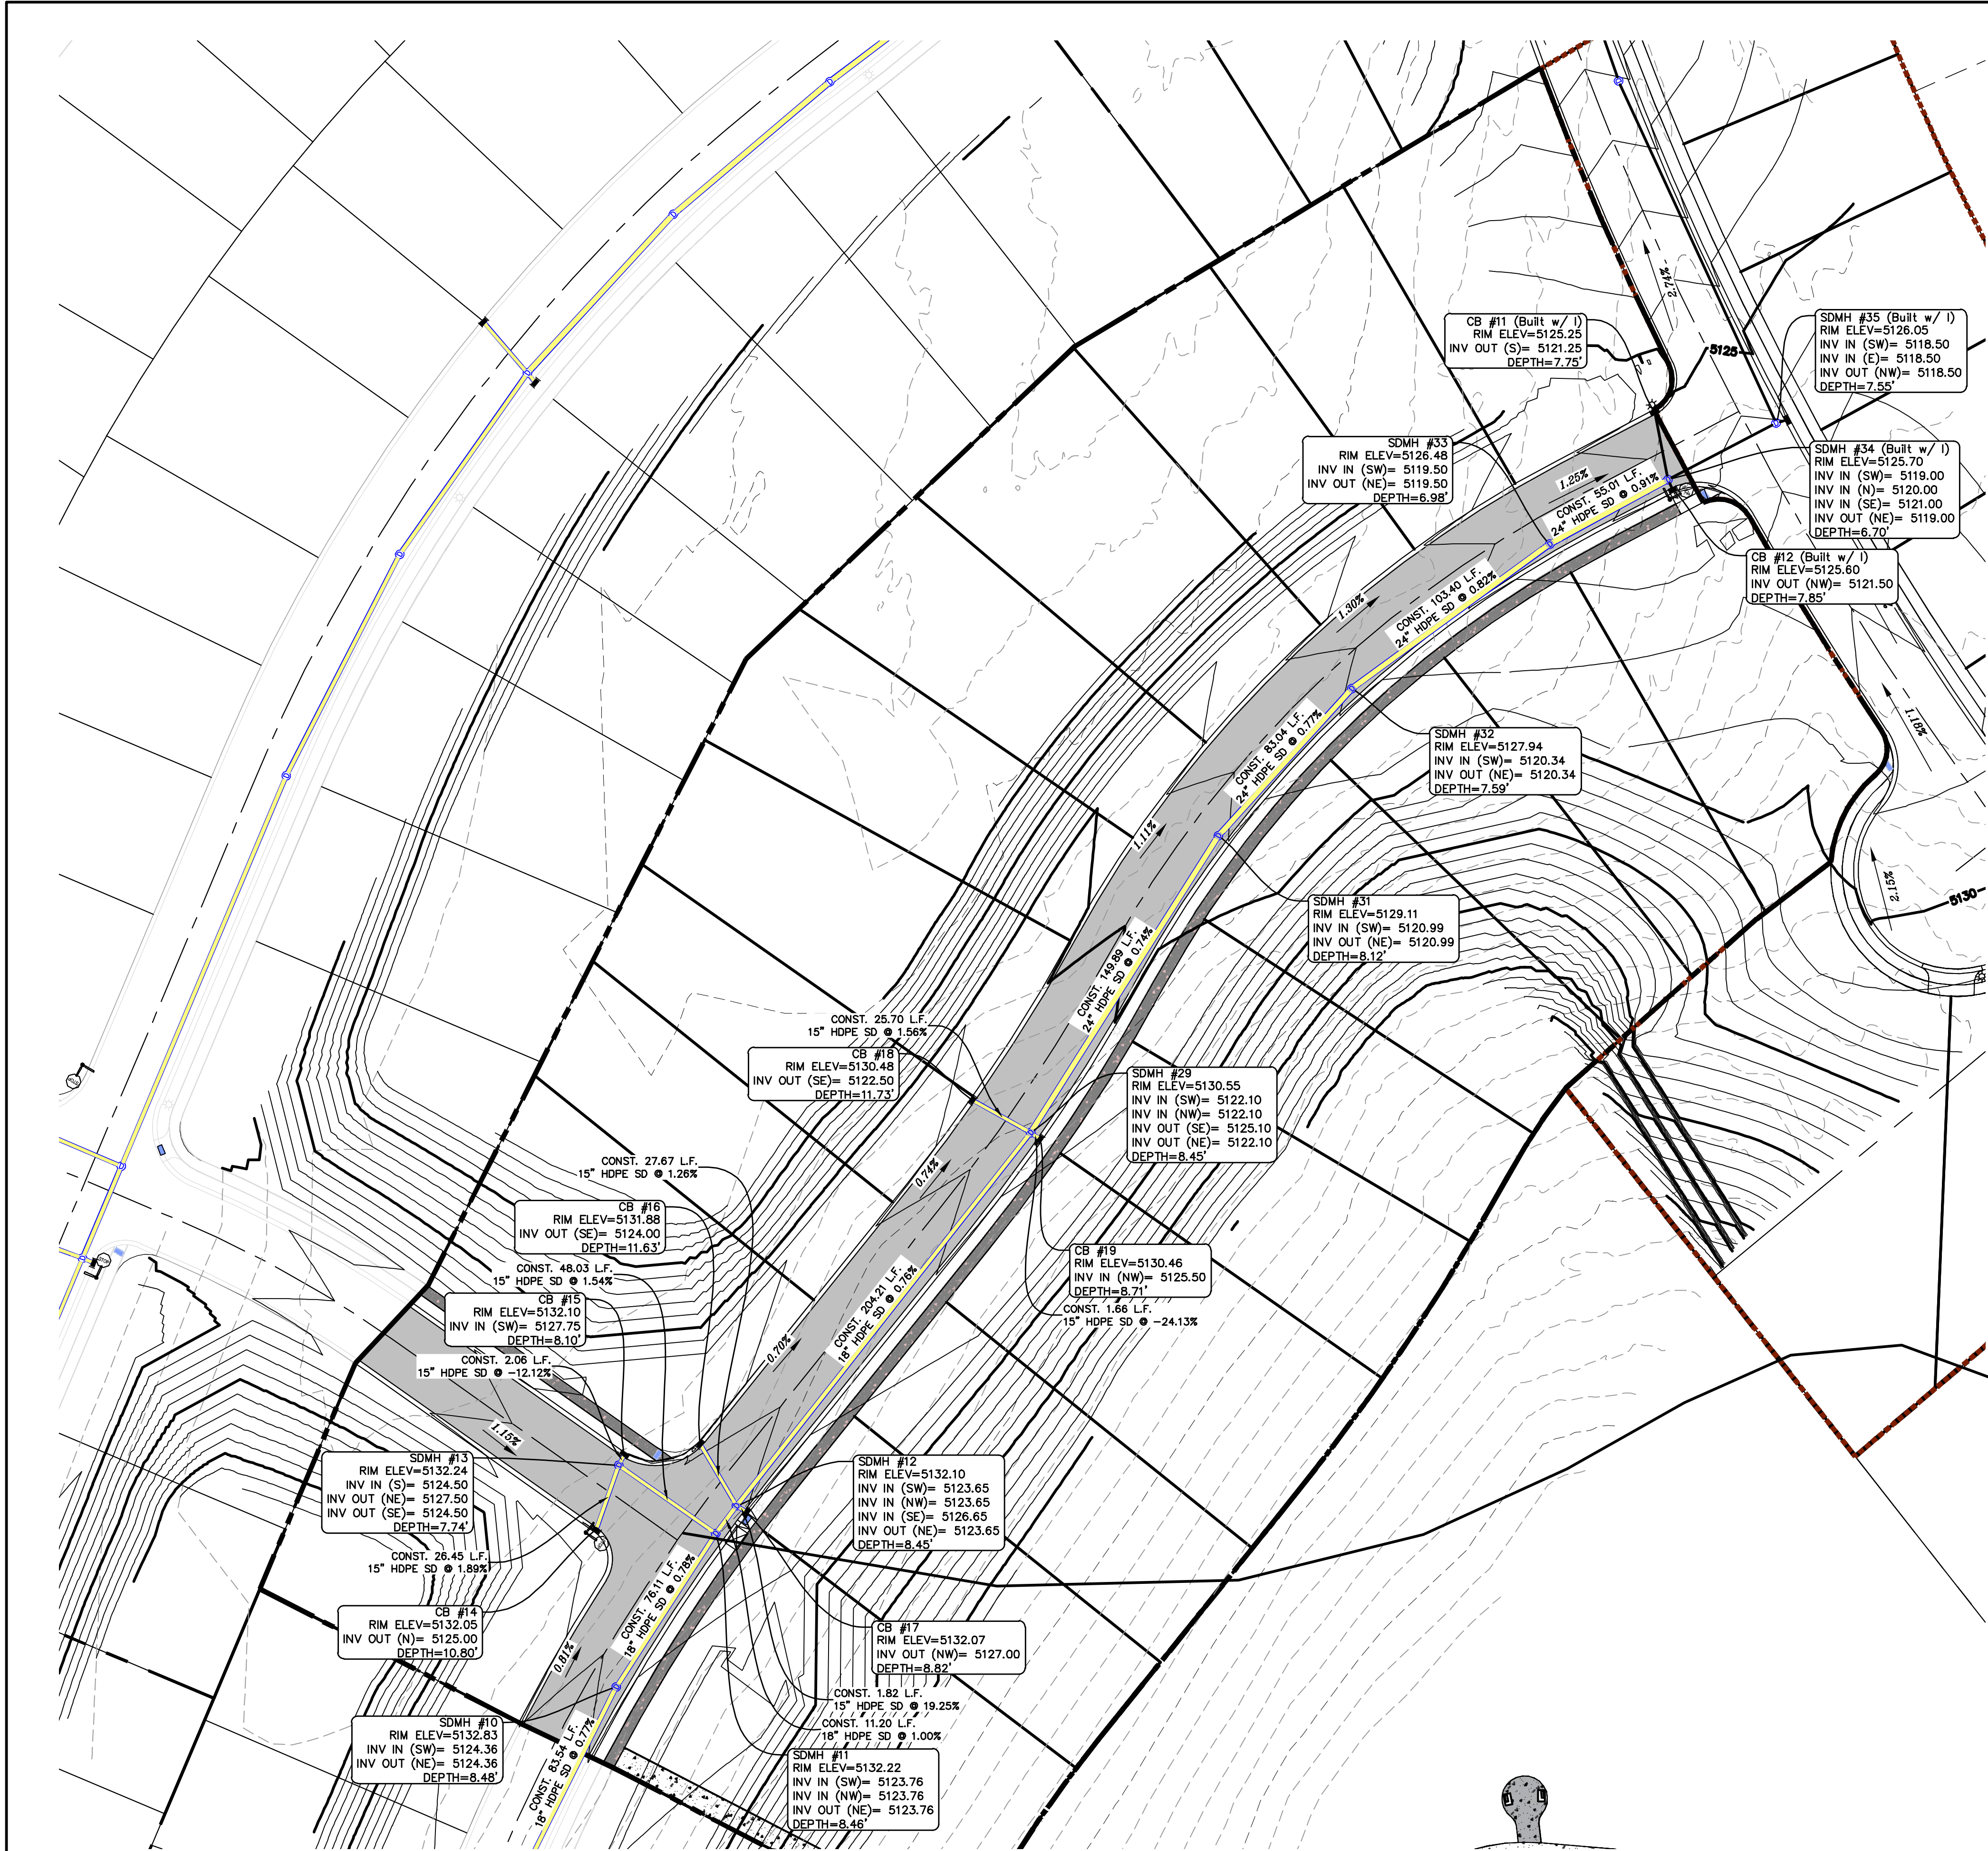 CB #11 (Built w/ I)
RIM ELEV=5125.25
INV OUT (S)= 5121.25
DEPTH=7.75'
2.74%
5125
SDMH #35 (Built w/ I)
RIM ELEV=5126.05
INV IN (SW)= 5118.50
INV IN (E)= 5118.50
INV OUT (NW)= 5118.50
DEPTH=7.55'
SDMH #33
RIM ELEV=5126.48
INV IN (SW)= 5119.50
INV OUT (NE)= 5119.50
DEPTH=6.98'
1.25%
CONST. 55.01 L.F.
24" HDPE SD @ 0.91%
SDMH #34 (Built w/ I)
RIM ELEV=5125.70
INV IN (SW)= 5119.00
INV IN (N)= 5120.00
INV IN (SE)= 5121.00
INV OUT (NE)= 5119.00
DEPTH=6.70'
CB #12 (Built w/ I)
RIM ELEV=5125.60
INV OUT (NW)= 5121.50
DEPTH=7.85'
1.30%
CONST. 103.40 L.F.
24" HDPE SD @ 0.82%
1.18%
CONST. 83.04 L.F.
24" HDPE SD @ 0.77%
SDMH #32
RIM ELEV=5127.94
INV IN (SW)= 5120.34
INV OUT (NE)= 5120.34
DEPTH=7.59'
1.11%
2.15%
5130
SDMH #31
RIM ELEV=5129.11
INV IN (SW)= 5120.99
INV OUT (NE)= 5120.99
DEPTH=8.12'
CONST. 149.89 L.F.
24" HDPE SD @ 0.74%
CONST. 25.70 L.F.
15" HDPE SD @ 1.56%
CB #18
RIM ELEV=5130.48
INV OUT (SE)= 5122.50
DEPTH=11.73'
SDMH #29
RIM ELEV=5130.55
INV IN (SW)= 5122.10
INV IN (NW)= 5122.10
INV OUT (SE)= 5125.10
INV OUT (NE)= 5122.10
DEPTH=8.45'
0.74%
CONST. 27.67 L.F.
15" HDPE SD @ 1.26%
CB #16
RIM ELEV=5131.88
INV OUT (SE)= 5124.00
DEPTH=11.63'
CB #19
RIM ELEV=5130.46
INV IN (NW)= 5125.50
DEPTH=8.71'
CONST. 1.66 L.F.
15" HDPE SD @ -24.13%
CONST. 48.03 L.F.
15" HDPE SD @ 1.54%
CB #15
RIM ELEV=5132.10
INV IN (SW)= 5127.75
DEPTH=8.10'
CONST. 204.21 L.F.
18" HDPE SD @ 0.76%
0.70%
CONST. 2.06 L.F.
15" HDPE SD @ -12.12%
1.15%
SDMH #13
RIM ELEV=5132.24
INV IN (S)= 5124.50
INV OUT (NE)= 5127.50
INV OUT (SE)= 5124.50
DEPTH=7.74'
SDMH #12
RIM ELEV=5132.10
INV IN (SW)= 5123.65
INV IN (NW)= 5123.65
INV IN (SE)= 5126.65
INV OUT (NE)= 5123.65
DEPTH=8.45'
CONST. 26.45 L.F.
15" HDPE SD @ 1.89%
CONST. 76.11 L.F.
18" HDPE SD @ 0.78%
CB #14
RIM ELEV=5132.05
INV OUT (N)= 5125.00
DEPTH=10.80'
0.81%
CB #17
RIM ELEV=5132.07
INV OUT (NW)= 5127.00
DEPTH=8.82'
CONST. 1.82 L.F.
15" HDPE SD @ 19.25%
CONST. 11.20 L.F.
18" HDPE SD @ 1.00%
SDMH #10
RIM ELEV=5132.83
INV IN (SW)= 5124.36
INV OUT (NE)= 5124.36
DEPTH=8.48'
CONST. 83.54 L.F.
18" HDPE SD @ 0.77%
SDMH #11
RIM ELEV=5132.22
INV IN (SW)= 5123.76
INV IN (NW)= 5123.76
INV OUT (NE)= 5123.76
DEPTH=8.46'